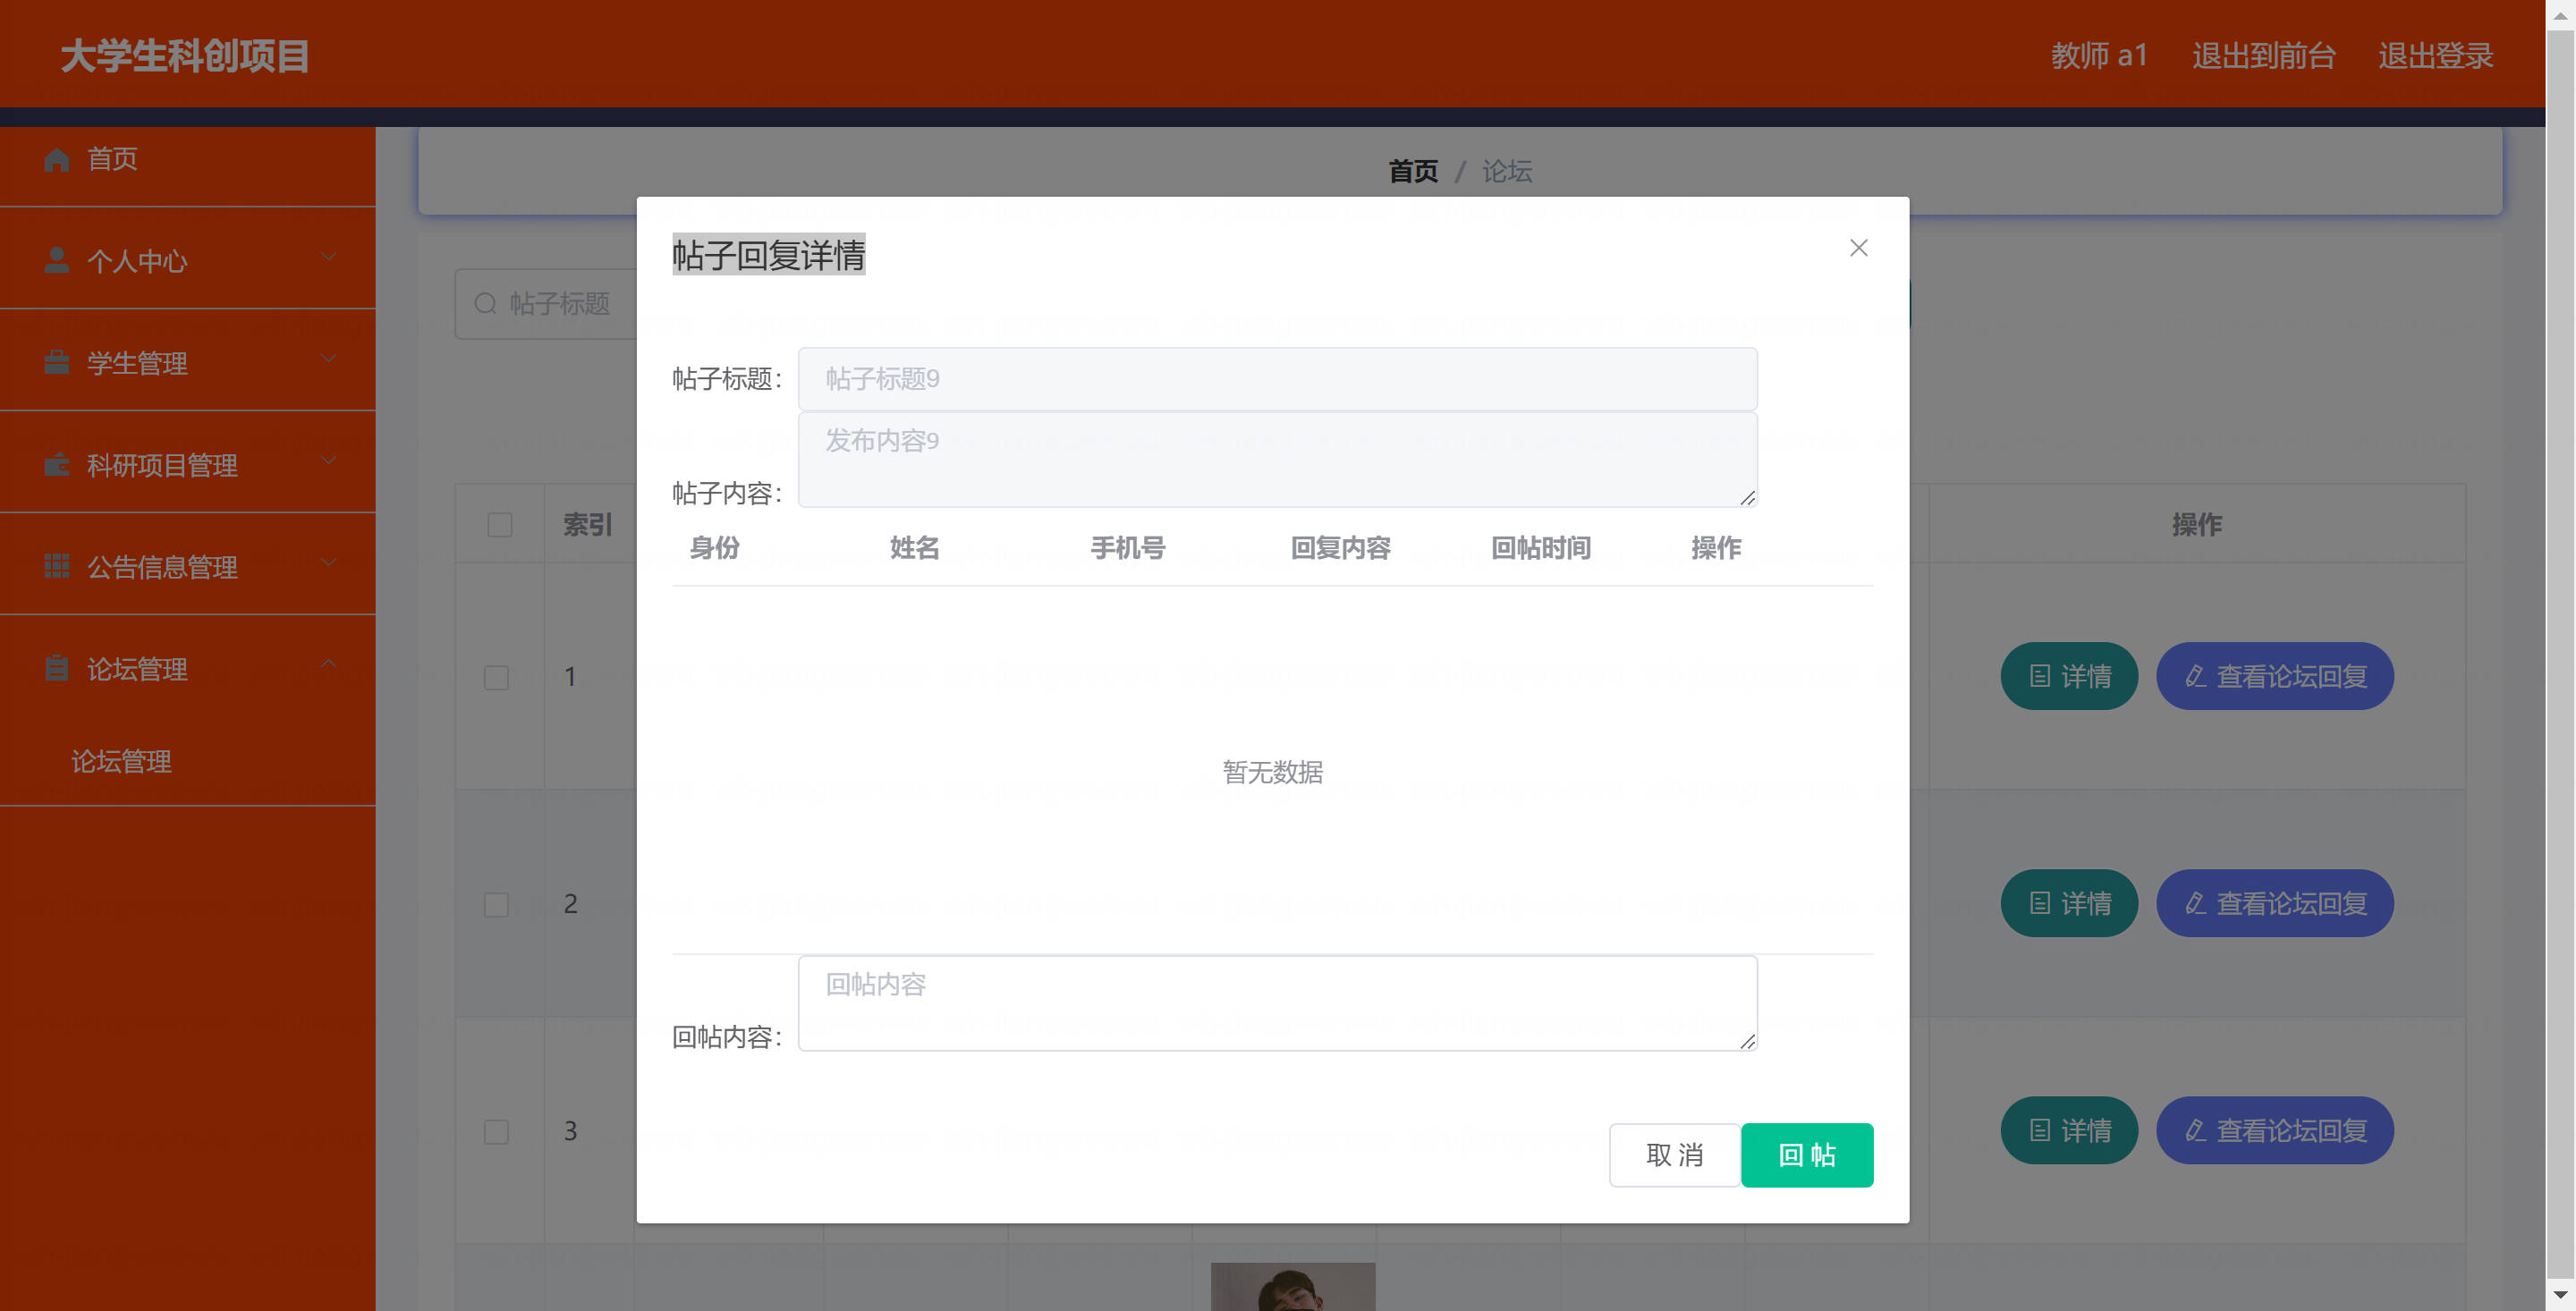 大学生科创项目
教师 a1 退出到前台 退出登录
首页
首页 / 论坛
个人中心
帖子回复详情
帖子标题
学生管理
帖子标题: 帖子标题9
发布内容9
科研项目管理
帖子内容:
索引 操作
身份 姓名 手机号 回复内容 回帖时间 操作
公告信息管理
论坛管理
1 详情 查看论坛回复
论坛管理
暂无数据
2 详情 查看论坛回复
回帖内容
回帖内容:
3 详情 查看论坛回复
取 消 回 帖